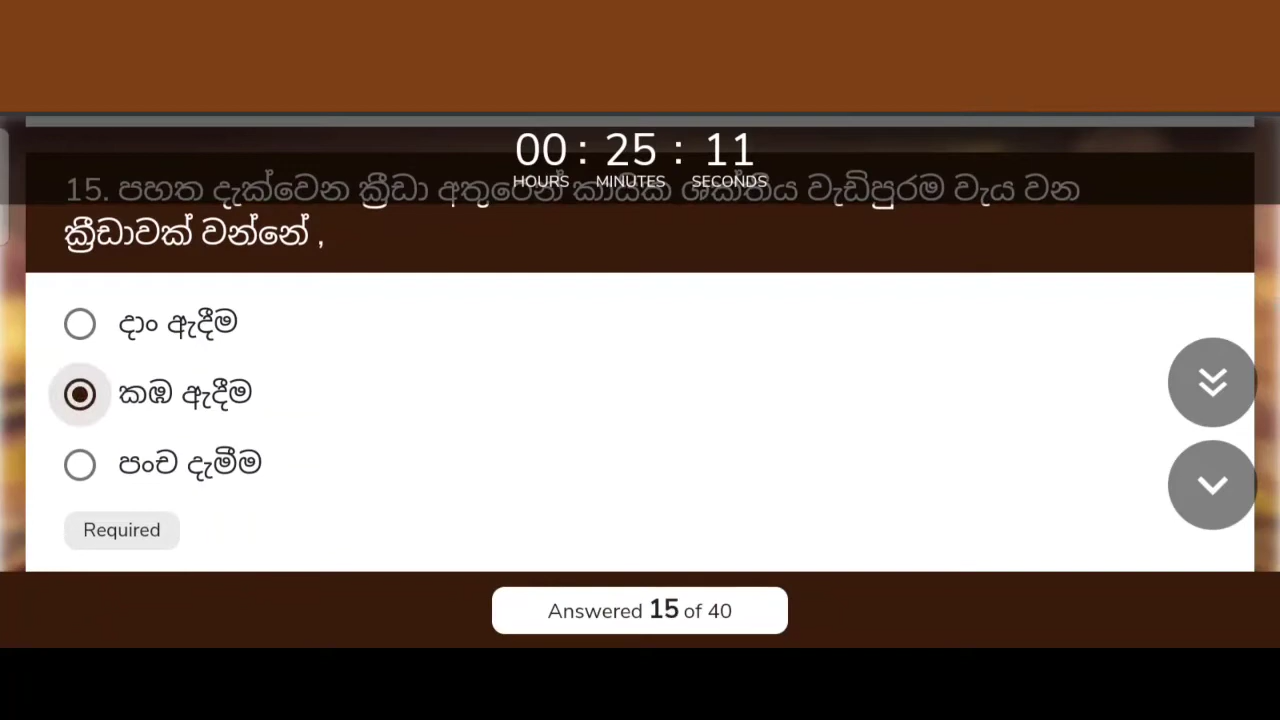 00 : 25 : 11
HOURS MINUTES SECONDS
15. පහත දැක්වෙන ක්‍රීඩා අතුරෙන් කායික ශක්තිය වැඩිපුරම වැය වන
ක්‍රීඩාවක් වන්නේ ,
දාං ඇදීම
කඹ ඇදීම
පංච දැමීම
Required
Answered 15 of 40